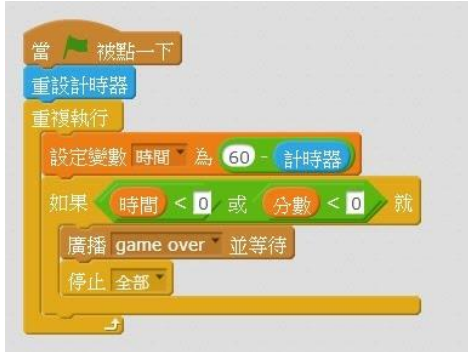 當 被點一下
重設計時器
重複執行
設定變數 時間 為 60 - 計時器
如果 時間 < 0 或 分數 < 0 就
廣播 game over 並等待
停止 全部